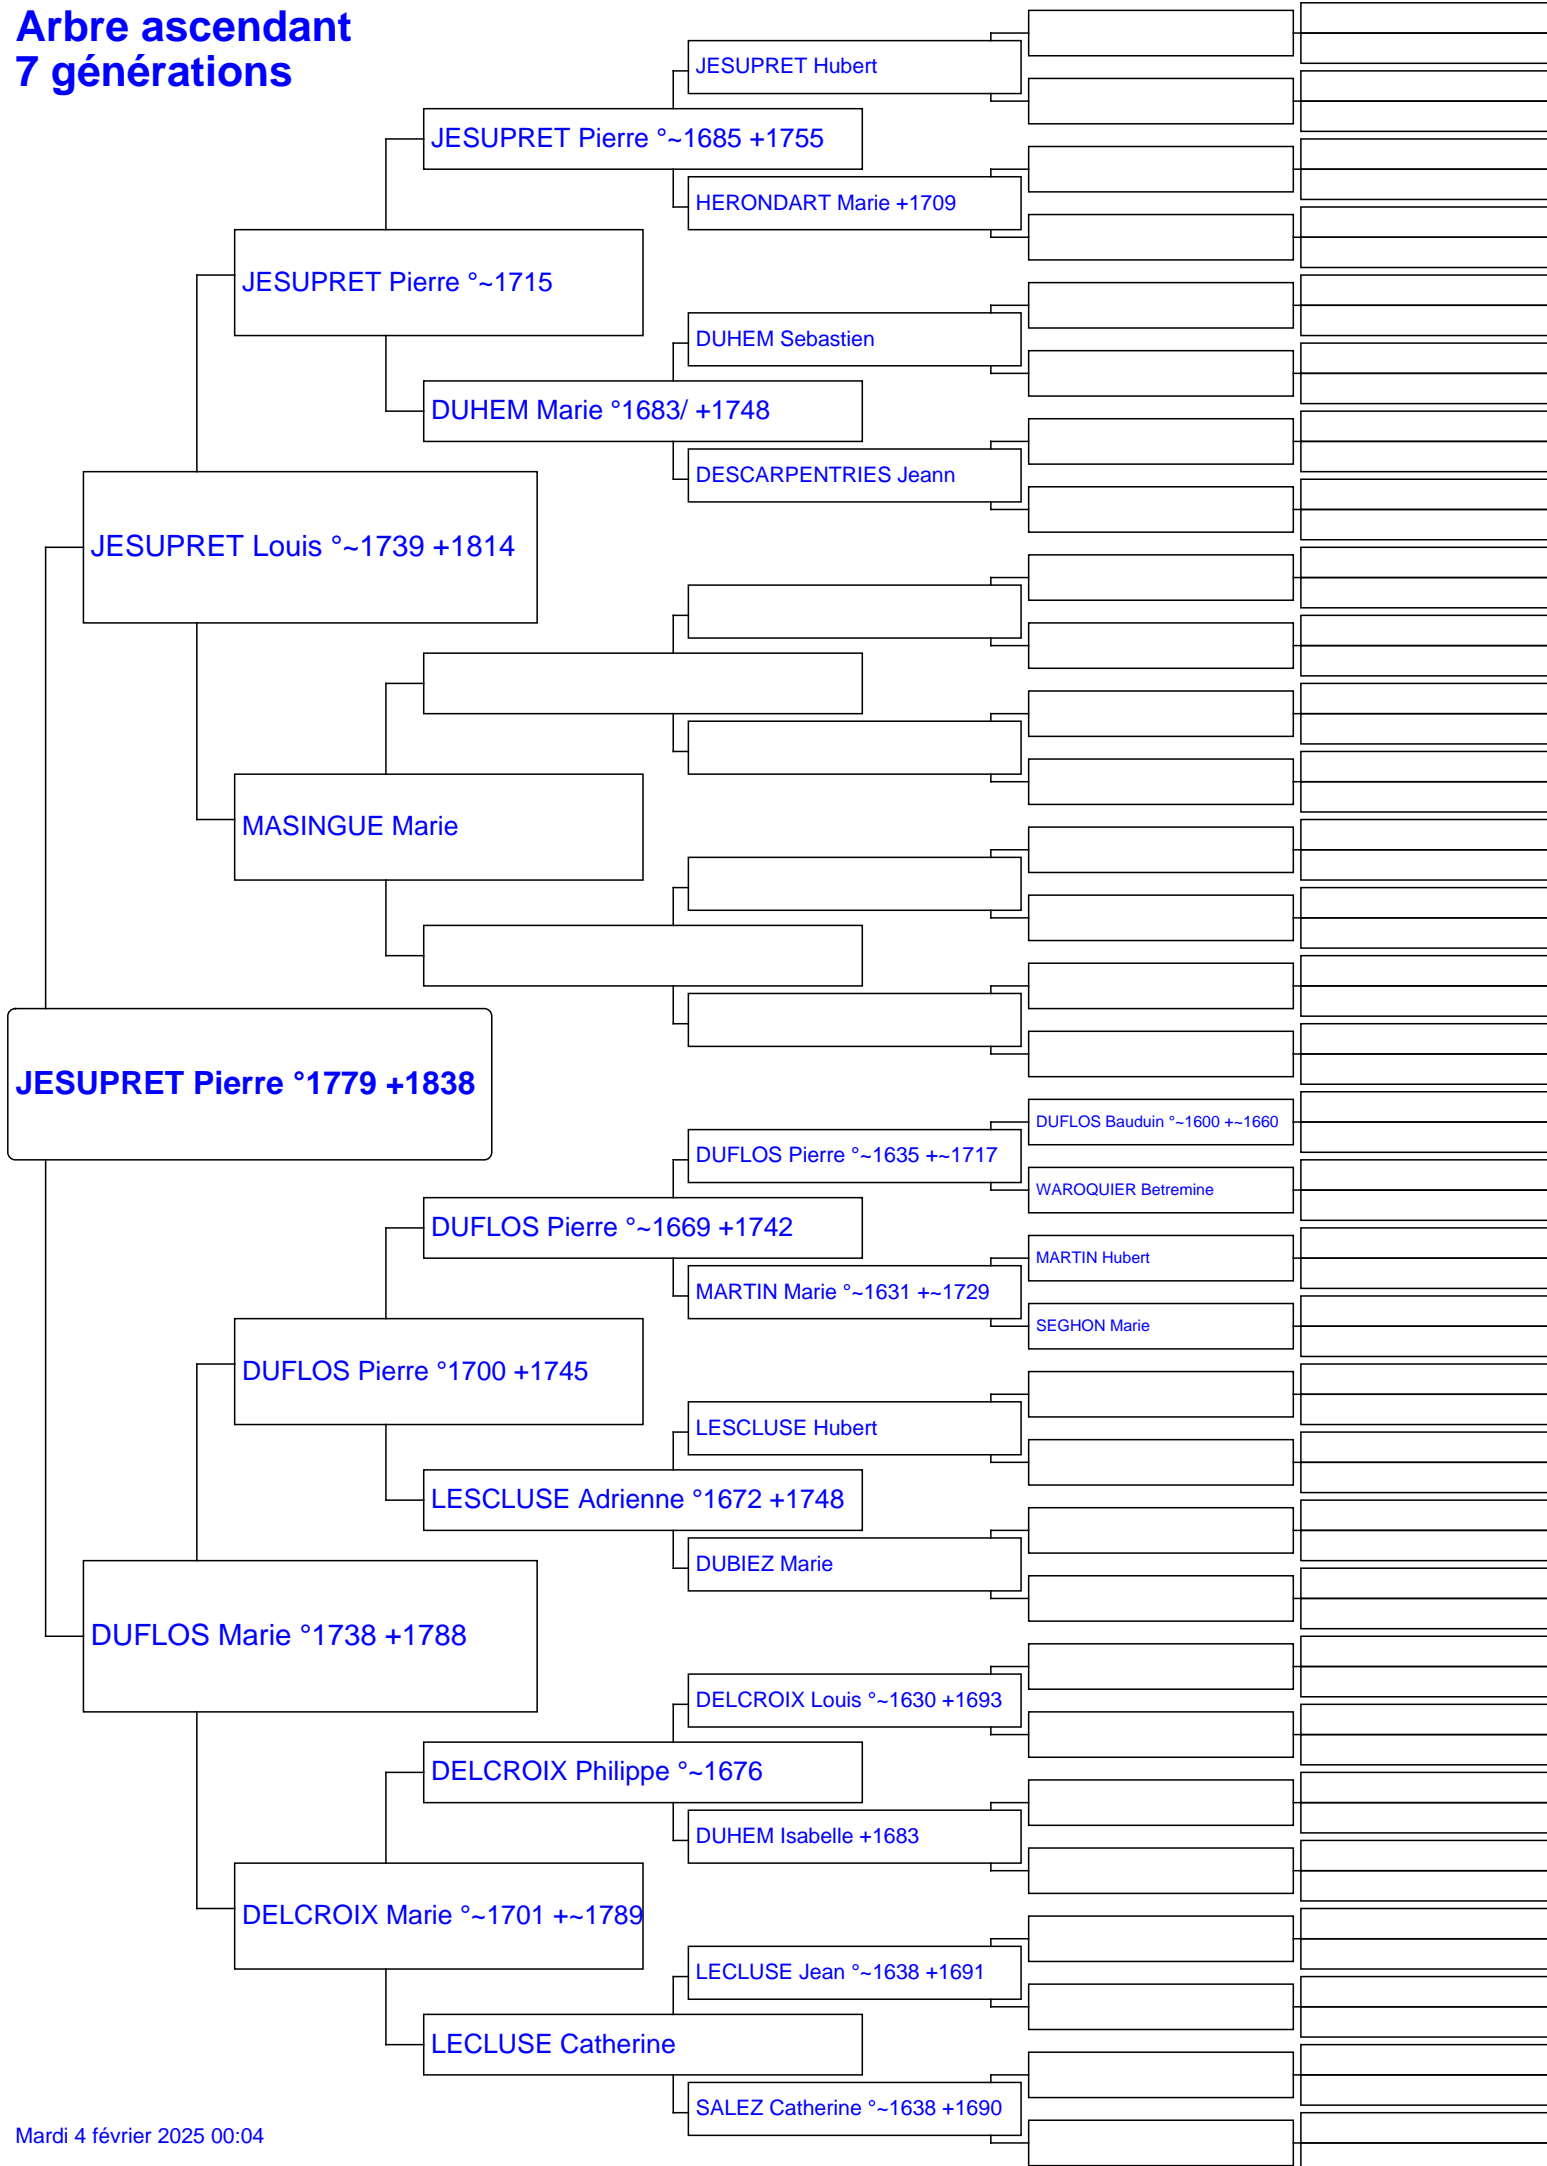 Arbre ascendant
7 générations
JESUPRET Hubert
JESUPRET Pierre °~1685 +1755
HERONDART Marie +1709
JESUPRET Pierre °~1715
DUHEM Sebastien
DUHEM Marie °1683/ +1748
DESCARPENTRIES Jeann
JESUPRET Louis °~1739 +1814
MASINGUE Marie
JESUPRET Pierre °1779 +1838
DUFLOS Bauduin °~1600 +~1660
DUFLOS Pierre °~1635 +~1717
WAROQUIER Betremine
DUFLOS Pierre °~1669 +1742
MARTIN Hubert
MARTIN Marie °~1631 +~1729
SEGHON Marie
DUFLOS Pierre °1700 +1745
LESCLUSE Hubert
LESCLUSE Adrienne °1672 +1748
DUBIEZ Marie
DUFLOS Marie °1738 +1788
DELCROIX Louis °~1630 +1693
DELCROIX Philippe °~1676
DUHEM Isabelle +1683
DELCROIX Marie °~1701 +~1789
LECLUSE Jean °~1638 +1691
LECLUSE Catherine
SALEZ Catherine °~1638 +1690
Mardi 4 février 2025 00:04